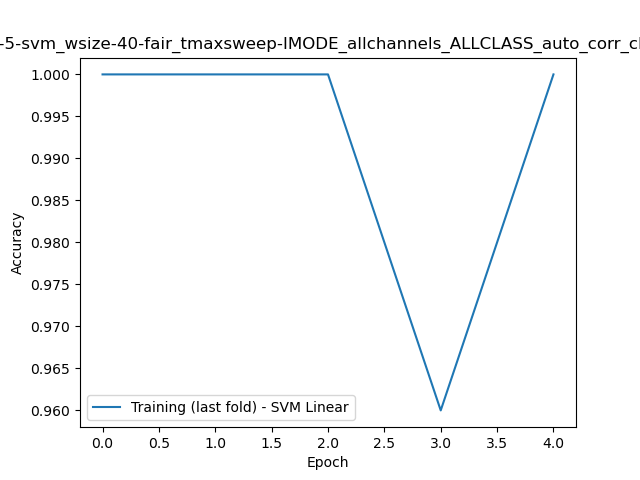 -5-svm_wsize-40-fair_tmaxsweep-IMODE_allchannels_ALLCLASS_auto_corr_cl
1.000
0.995
0.990
0.985
0.980
0.975
0.970
0.965
0.960
Accuracy
Training (last fold) - SVM Linear
0.0 0.5 1.0 1.5 2.0 2.5 3.0 3.5 4.0
Epoch